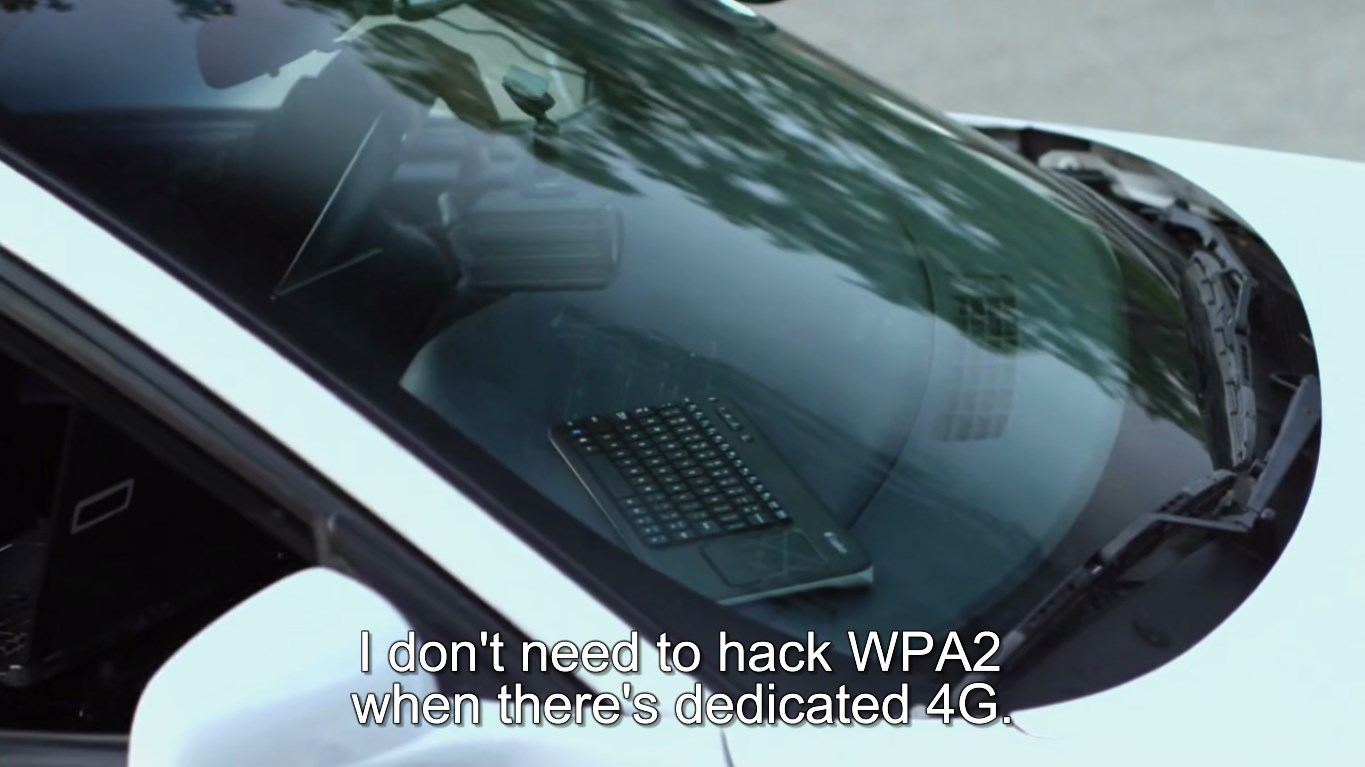 I don't need to hack WPA2
when there's dedicated 4G.